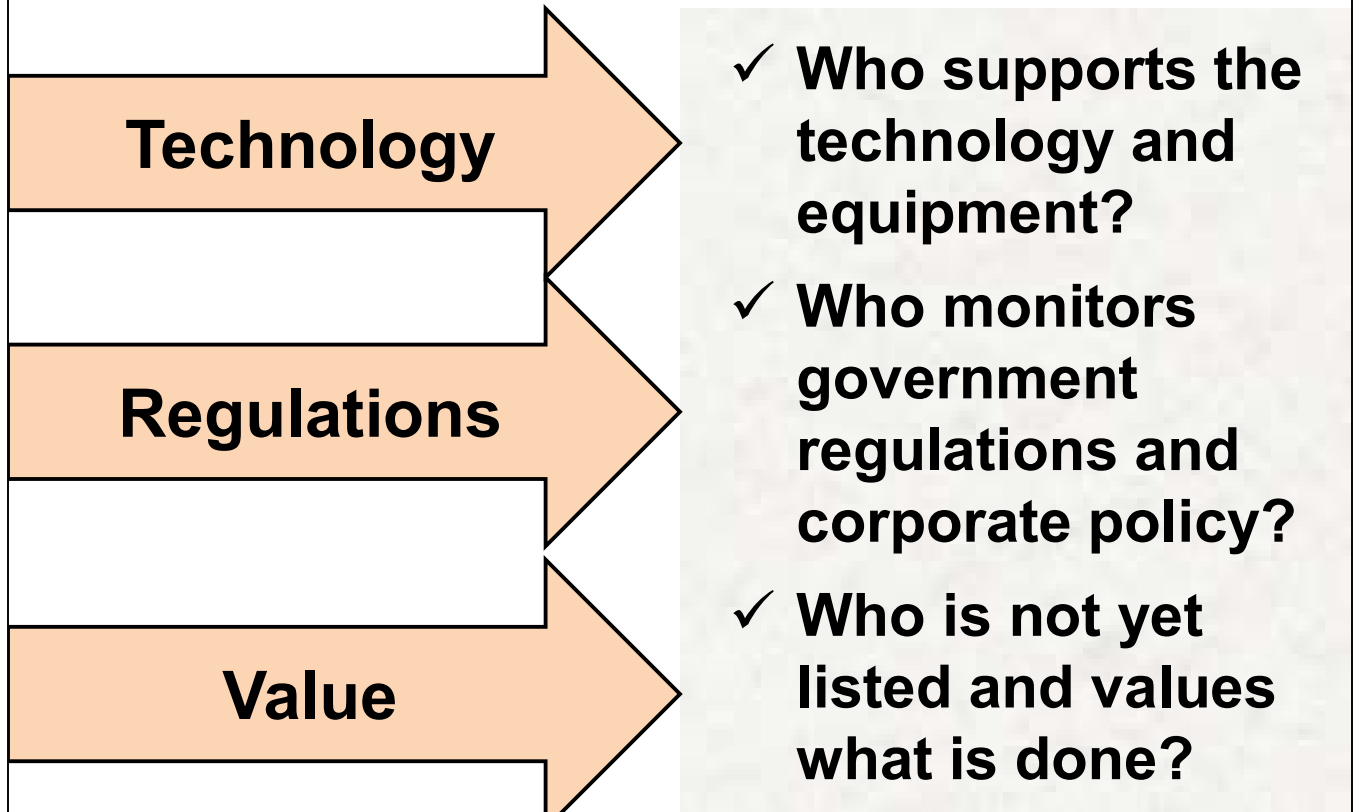 Technology
✓ Who supports the
technology and
equipment?
Regulations
✓ Who monitors
government
regulations and
corporate policy?
Value
✓ Who is not yet
listed and values
what is done?